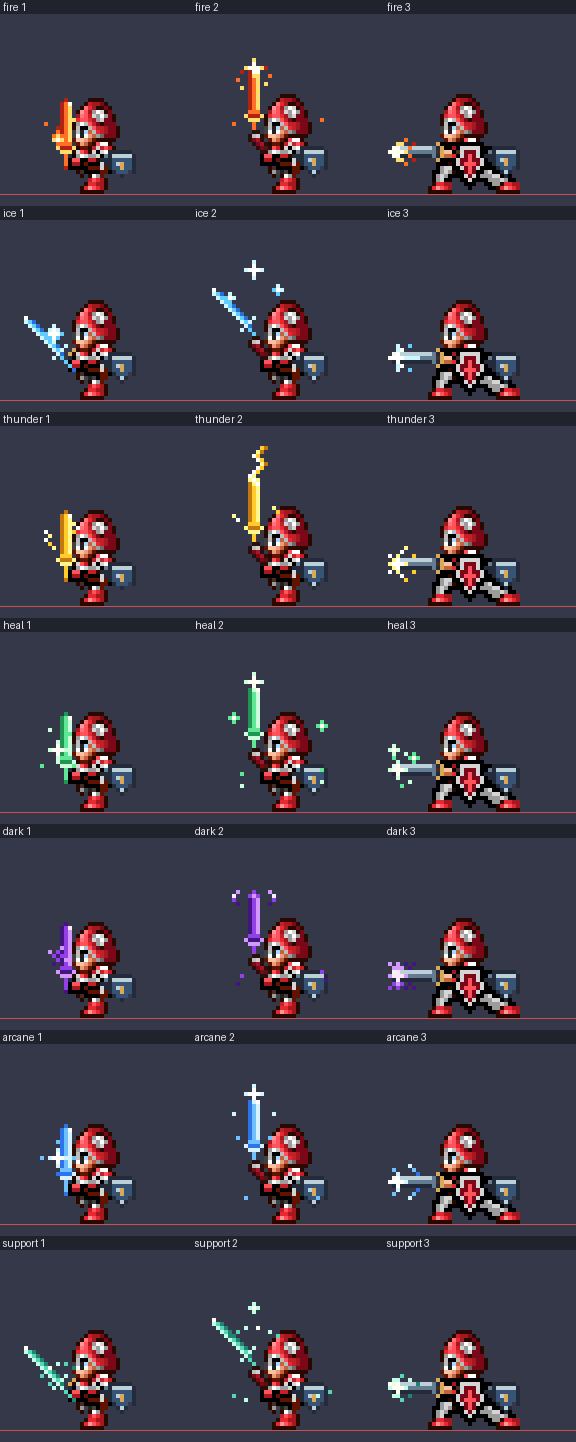 fire 1 fire 2 fire 3
ice 1 ice 2 ice 3
thunder 1 thunder 2 thunder 3
heal 1 heal 2 heal 3
dark 1 dark 2 dark 3
arcane 1 arcane 2 arcane 3
support 1 support 2 support 3